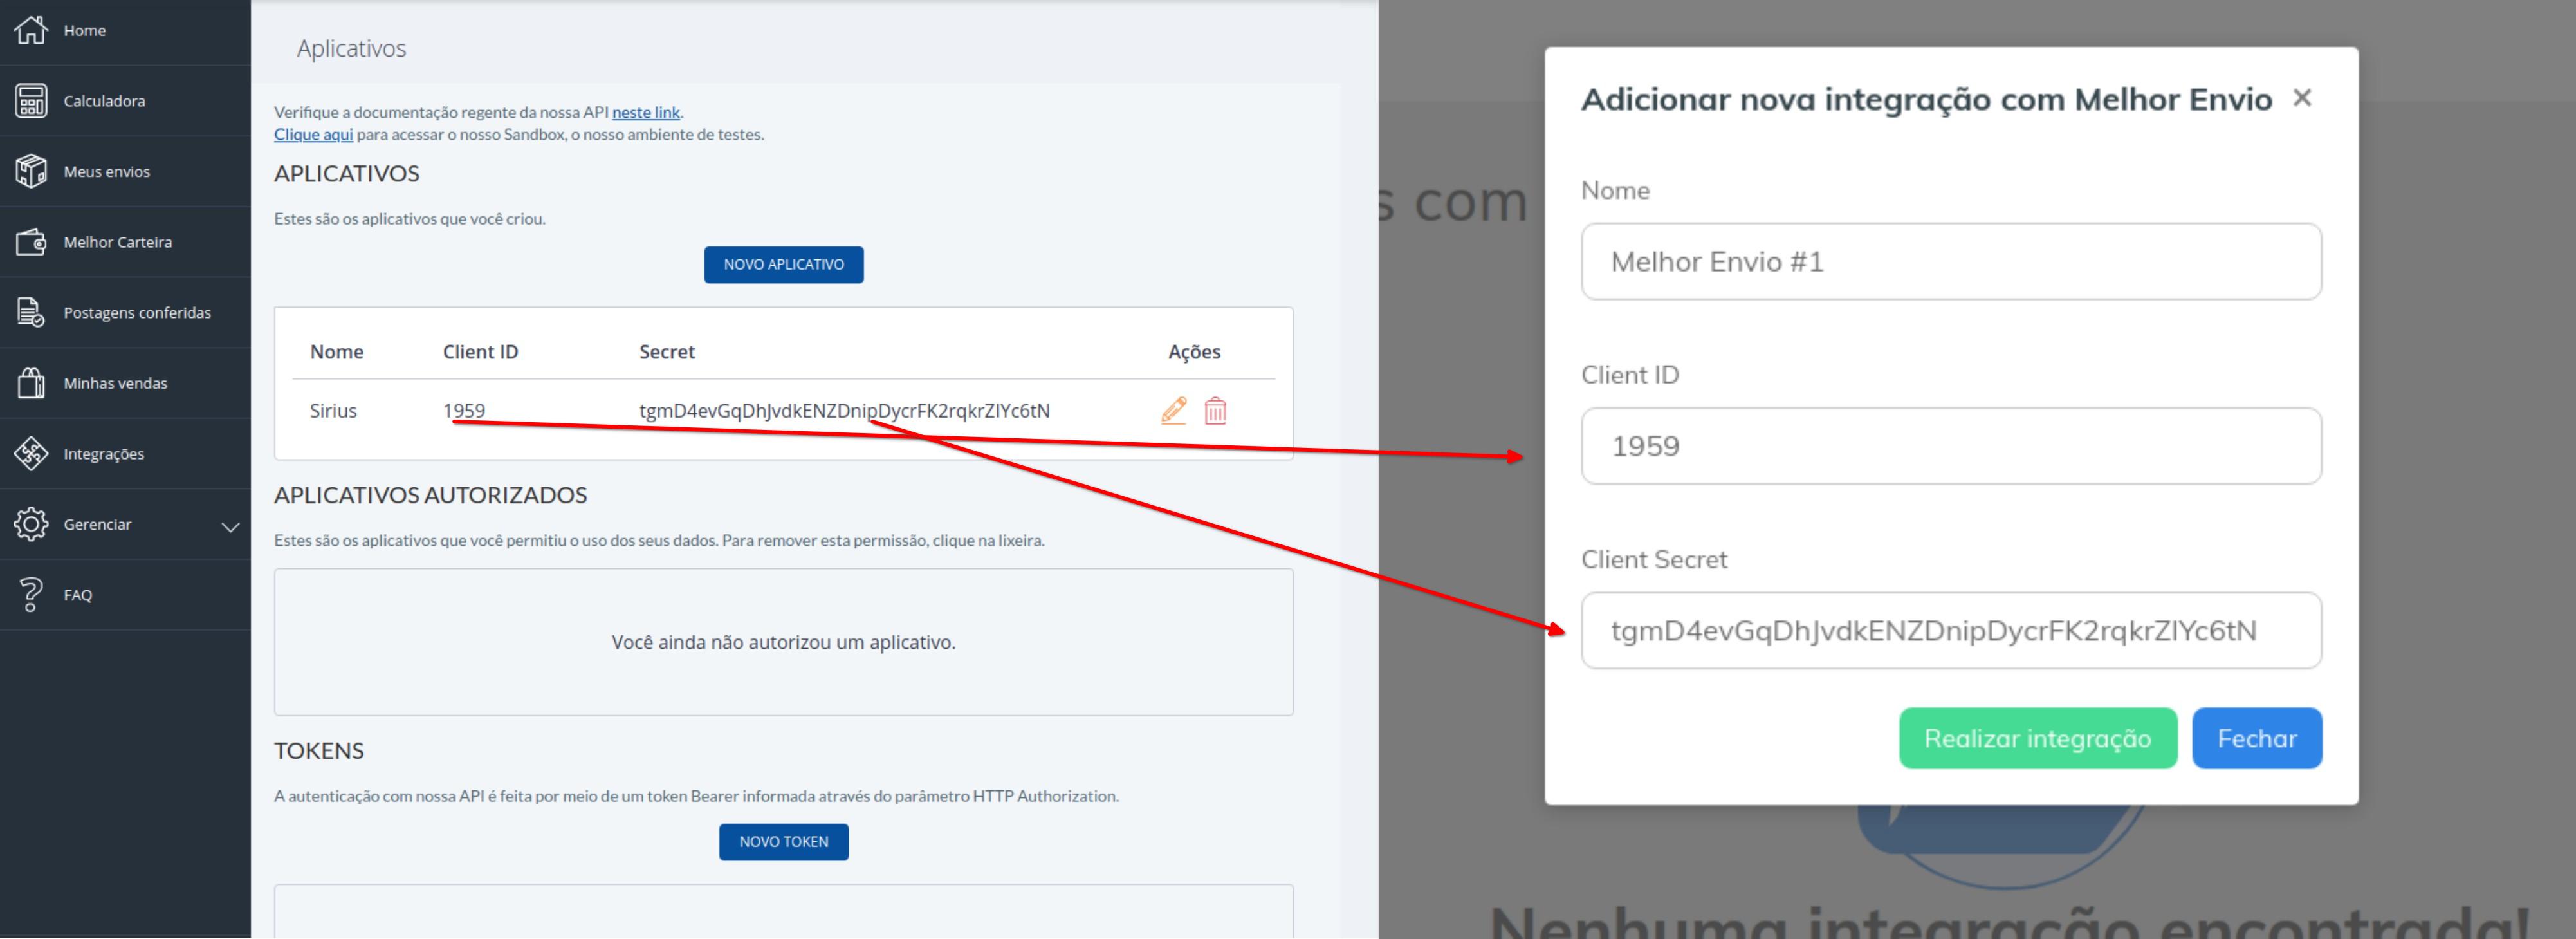 Home
Calculadora
Meus envios
Melhor Carteira
Postagens conferidas
Minhas vendas
Integrações
Gerenciar
FAQ
Aplicativos
Verifique a documentação regente da nossa API neste link.
Clique aqui para acessar o nosso Sandbox, o nosso ambiente de testes.
APLICATIVOS
Estes são os aplicativos que você criou.
NOVO APLICATIVO
Nome Client ID Secret Ações
Sirius 1959 tgmD4evGqDhJvdkENZDnipDycrFK2rqkrZIYc6tN
APLICATIVOS AUTORIZADOS
Estes são os aplicativos que você permitiu o uso dos seus dados. Para remover esta permissão, clique na lixeira.
Você ainda não autorizou um aplicativo.
TOKENS
A autenticação com nossa API é feita por meio de um token Bearer informada através do parâmetro HTTP Authorization.
NOVO TOKEN
s com
Adicionar nova integração com Melhor Envio ×
Nome
Melhor Envio #1
Client ID
1959
Client Secret
tgmD4evGqDhJvdkENZDnipDycrFK2rqkrZIYc6tN
Realizar integração Fechar
Nenhuma integração encontrada!